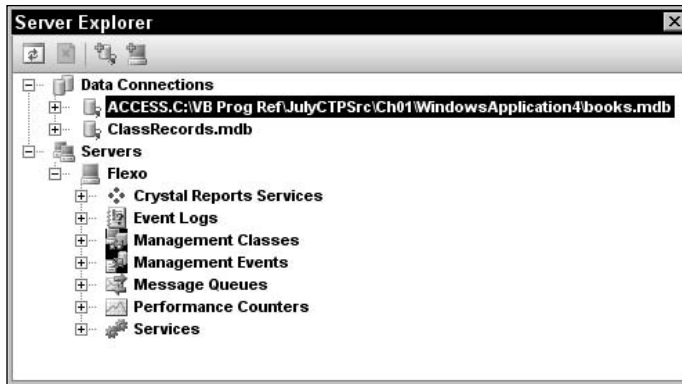 Server Explorer
Data Connections
ACCESS.C:\VB Prog Ref\JulyCTPSrc\Ch01\WindowsApplication4\books.mdb
ClassRecords.mdb
Servers
Flexo
Crystal Reports Services
Event Logs
Management Classes
Management Events
Message Queues
Performance Counters
Services